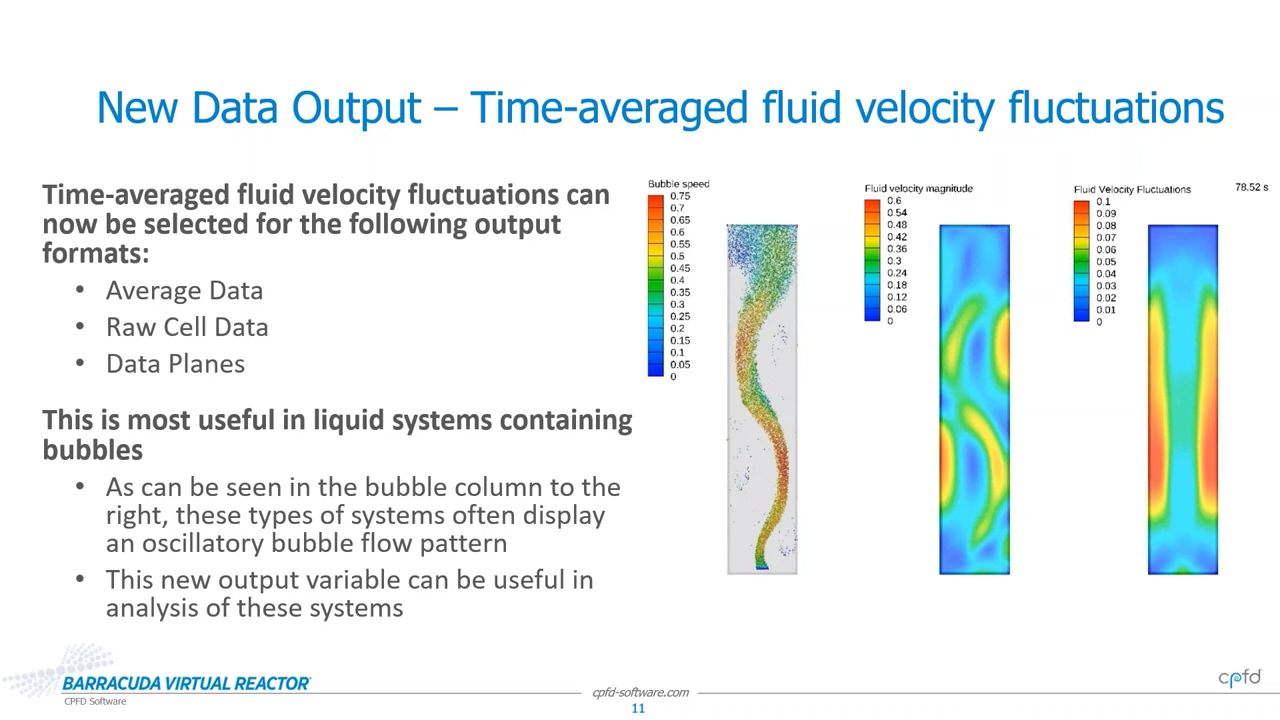 New Data Output – Time-averaged fluid velocity fluctuations
Time-averaged fluid velocity fluctuations can
now be selected for the following output
formats:
• Average Data
• Raw Cell Data
• Data Planes
This is most useful in liquid systems containing
bubbles
• As can be seen in the bubble column to the
right, these types of systems often display
an oscillatory bubble flow pattern
• This new output variable can be useful in
analysis of these systems
Bubble speed
0.75
0.7
0.65
0.6
0.55
0.5
0.45
0.4
0.35
0.3
0.25
0.2
0.15
0.1
0.05
0
Fluid velocity magnitude
0.6
0.54
0.48
0.42
0.36
0.3
0.24
0.18
0.12
0.06
0
Fluid Velocity Fluctuations
0.1
0.09
0.08
0.07
0.06
0.05
0.04
0.03
0.02
0.01
0
78.52 s
BARRACUDA VIRTUAL REACTOR
CPFD Software
cpfd-software.com
11
cpfd